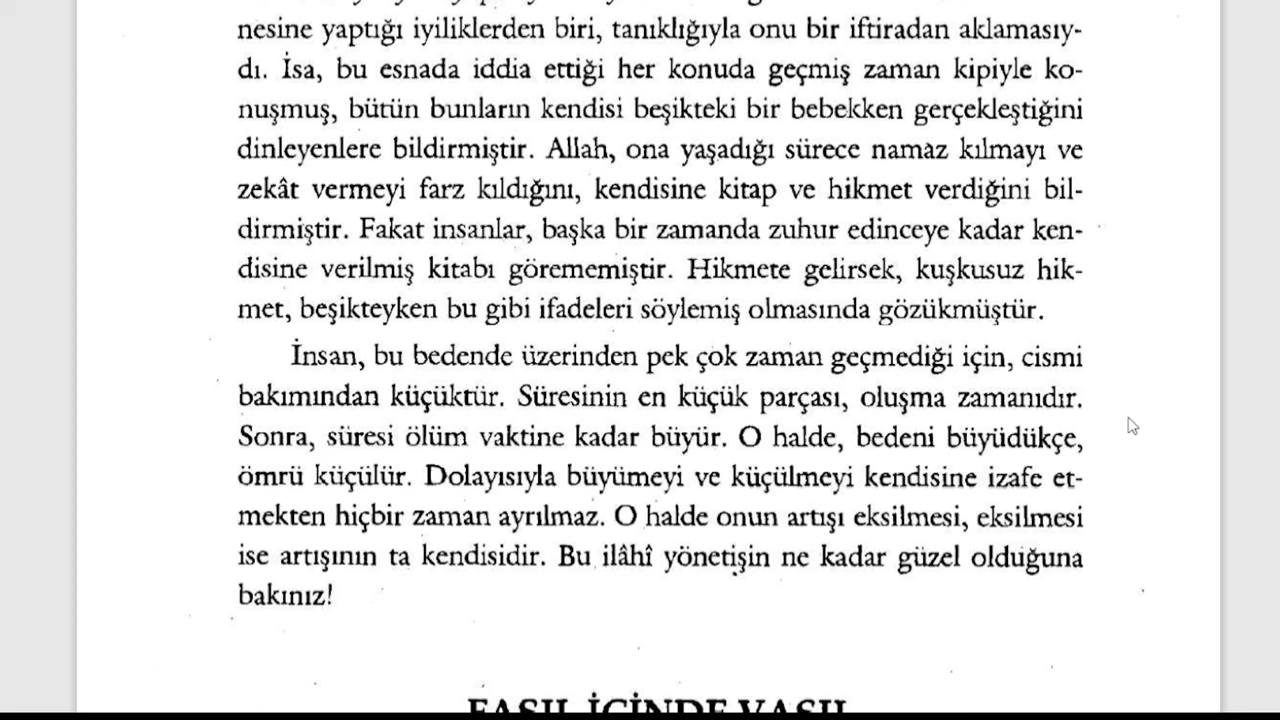 nesine yaptığı iyiliklerden biri, tanıklığıyla onu bir iftiradan aklamasıy-
dı. İsa, bu esnada iddia ettiği her konuda geçmiş zaman kipiyle ko-
nuşmuş, bütün bunların kendisi beşikteki bir bebekken gerçekleştiğini
dinleyenlere bildirmiştir. Allah, ona yaşadığı sürece namaz kılmayı ve
zekât vermeyi farz kıldığını, kendisine kitap ve hikmet verdiğini bil-
dirmiştir. Fakat insanlar, başka bir zamanda zuhur edinceye kadar ken-
disine verilmiş kitabı görememiştir. Hikmete gelirsek, kuşkusuz hik-
met, beşikteyken bu gibi ifadeleri söylemiş olmasında gözükmüştür.
İnsan, bu bedende üzerinden pek çok zaman geçmediği için, cismi
bakımından küçüktür. Süresinin en küçük parçası, oluşma zamanıdır.
Sonra, süresi ölüm vaktine kadar büyür. O halde, bedeni büyüdükçe,
ömrü küçülür. Dolayısıyla büyümeyi ve küçülmeyi kendisine izafe et-
mekten hiçbir zaman ayrılmaz. O halde onun artışı eksilmesi, eksilmesi
ise artışının ta kendisidir. Bu ilâhî yönetişin ne kadar güzel olduğuna
bakınız!
FASIL İÇİNDE VASIL